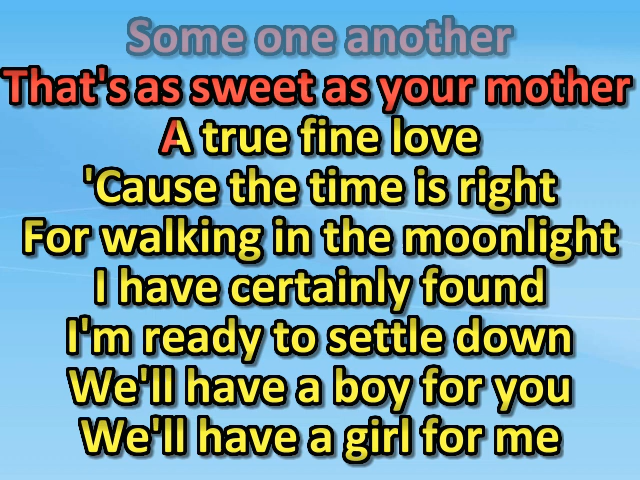 Some one another
That's as sweet as your mother
A true fine love
'Cause the time is right
For walking in the moonlight
I have certainly found
I'm ready to settle down
We'll have a boy for you
We'll have a girl for me